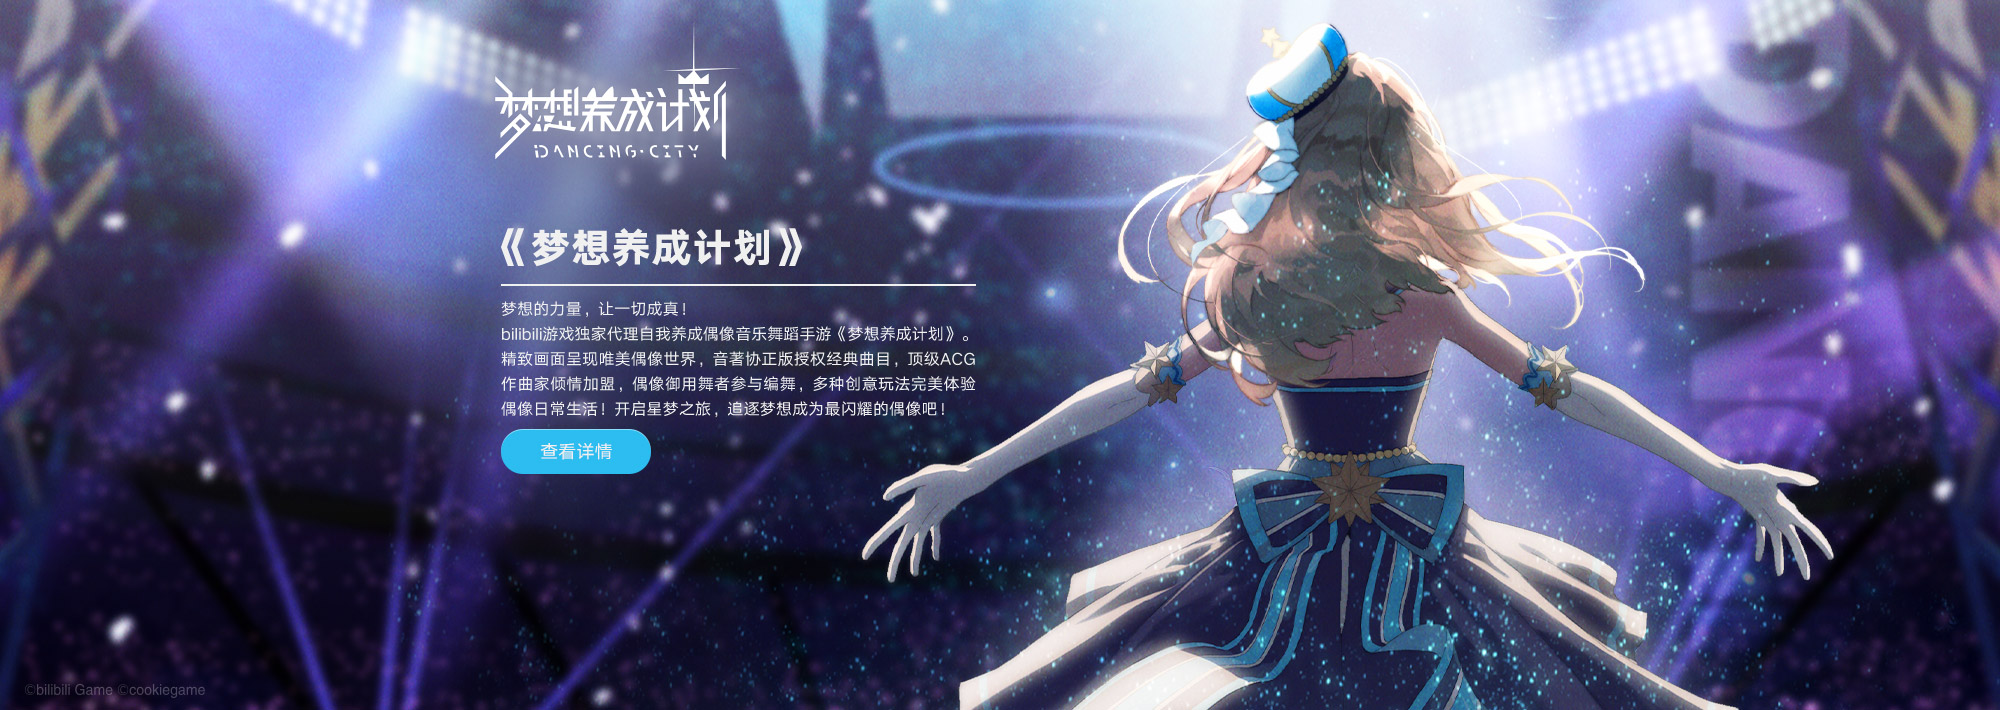 梦想养成计划
DANCING·CITY
《梦想养成计划》
梦想的力量，让一切成真！
bilibili游戏独家代理自我养成偶像音乐舞蹈手游《梦想养成计划》。
精致画面呈现唯美偶像世界，音著协正版授权经典曲目，顶级ACG
作曲家倾情加盟，偶像御用舞者参与编舞，多种创意玩法完美体验
偶像日常生活！开启星梦之旅，追逐梦想成为最闪耀的偶像吧！
查看详情
©bilibili Game ©cookiegame